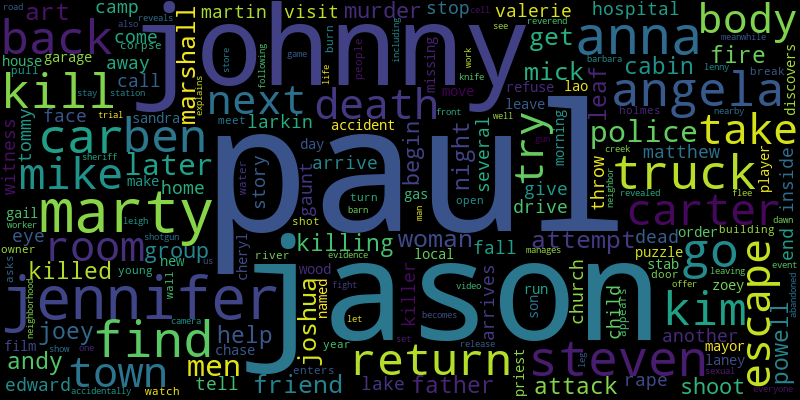 road art camp johnny murder stop valerie hospital cell
also reveals martin visit reverend
back come marshall get anna body meanwhile
house corpse garage away store burn game including people missing see work mick fire building
pull kill call explains following life knife refuse lao cabin angela discovers barbara lenny break
stay station next death move leaf
face trial meet larkin accident front well gun holmes nearby
witness tommy car ben sandra day begin night several try morning police take
sheriff mike later story arrive gas give creek matthew player inside
gail make home water gaunt turn open drive throw truck revealed flee
worker marty paul neighbor dawn
leigh shot barn man carter order building
eye room group cheryl killing woman fall attempt dead go end
owner shotgun us river evidence local manages puzzle leaving event
asks killed new wall wood killer arrives run son church stab door offer escape powell abandoned
neighborhood young jennifer jason named fight becomes video child appears zoey kim
joey help joshua let another
film camera chase year set release leg steven mayor
andy find men return priest laney
show one enters rape sexual
edward town tell friend lake father attack shoot everyone
accidentally watch